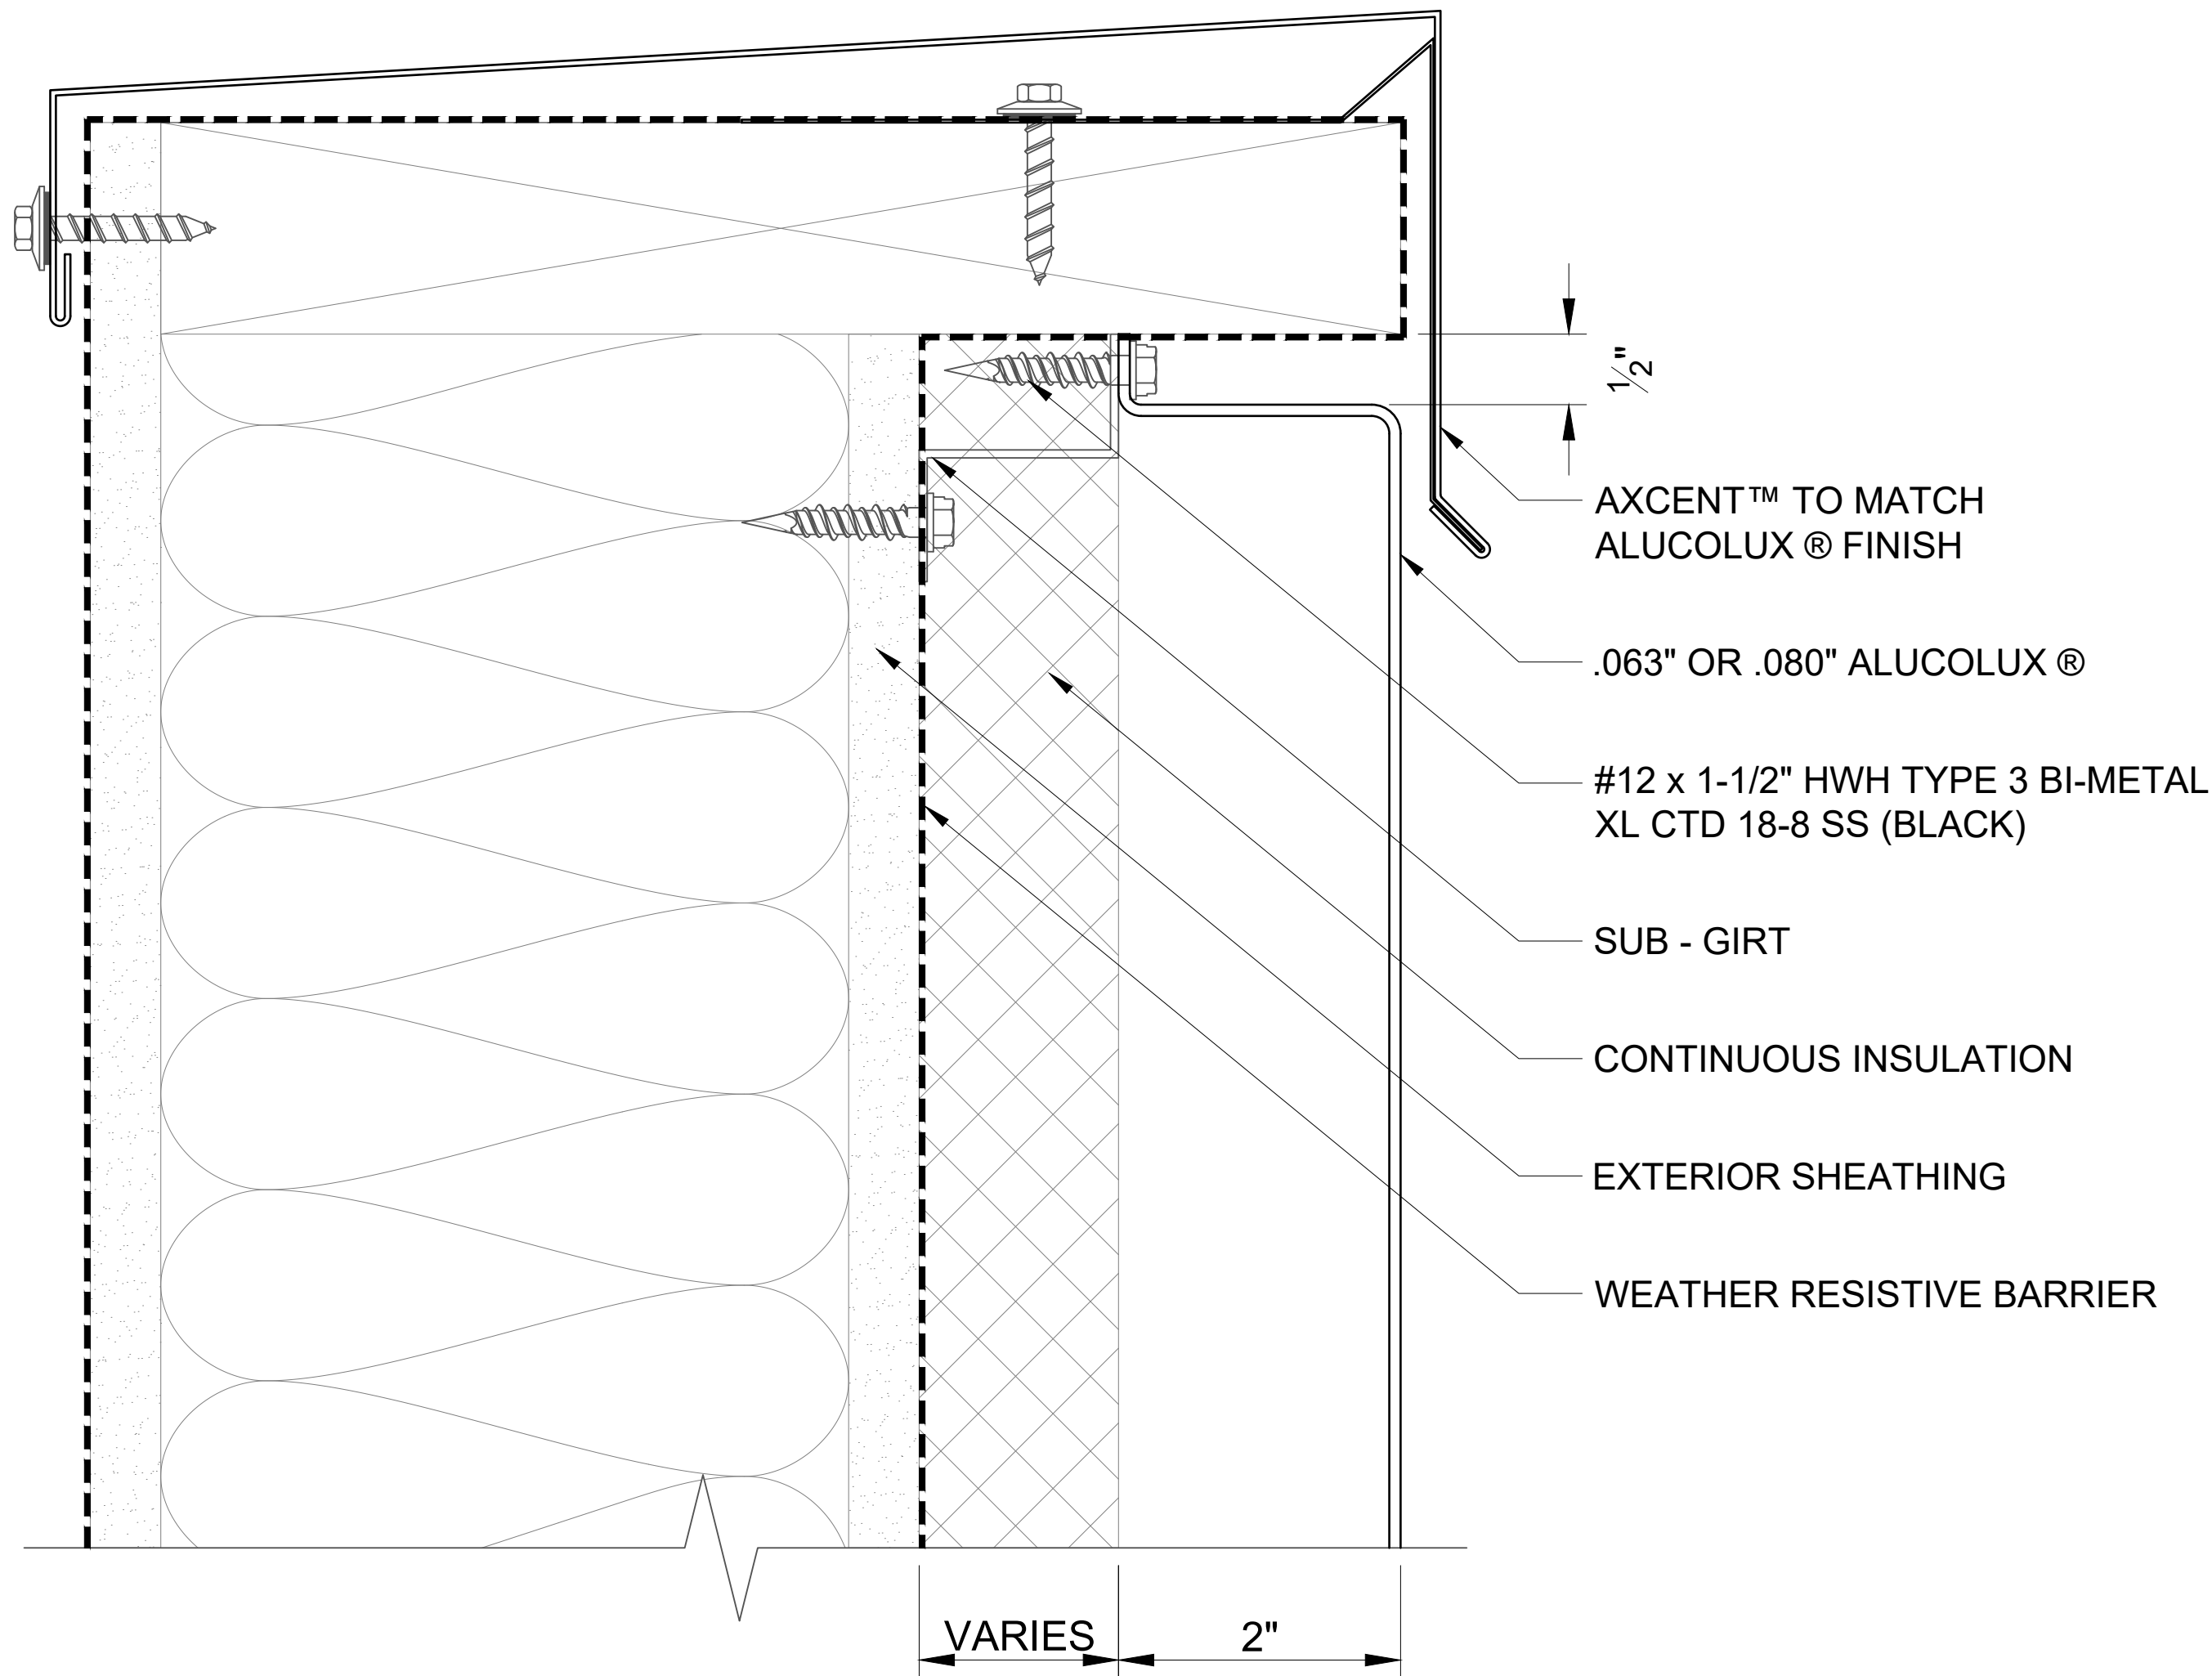 1/2"
AXCENT™ TO MATCH
ALUCOLUX ® FINISH
.063" OR .080" ALUCOLUX ®
#12 x 1-1/2" HWH TYPE 3 BI-METAL
XL CTD 18-8 SS (BLACK)
SUB - GIRT
CONTINUOUS INSULATION
EXTERIOR SHEATHING
WEATHER RESISTIVE BARRIER
VARIES 2"